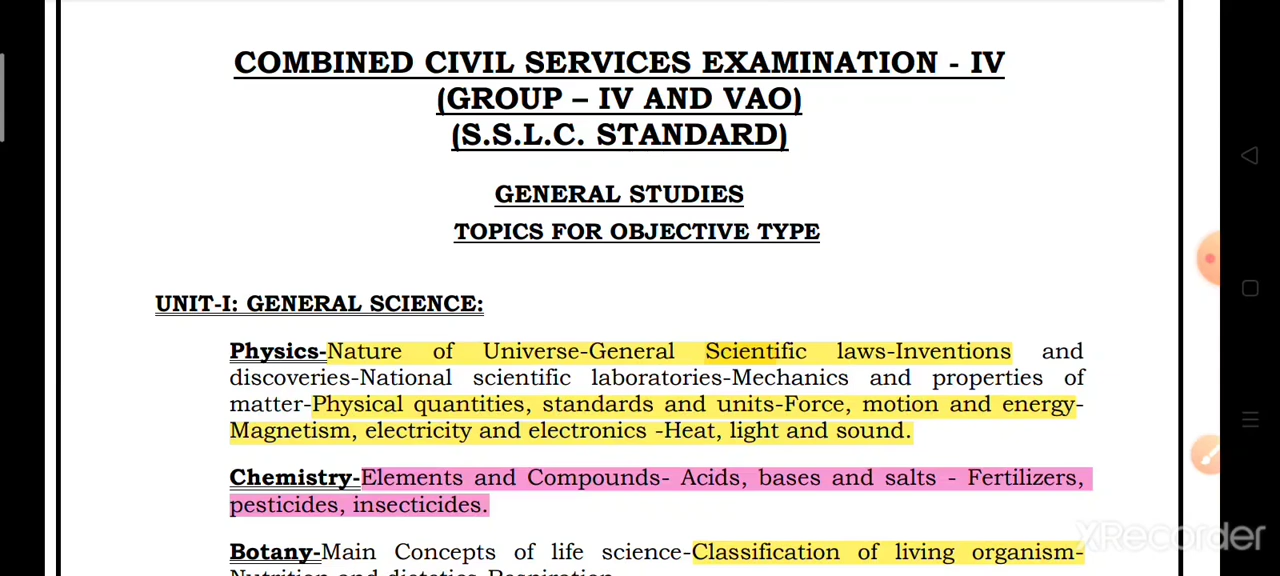 COMBINED CIVIL SERVICES EXAMINATION - IV
(GROUP – IV AND VAO)
(S.S.L.C. STANDARD)
GENERAL STUDIES
TOPICS FOR OBJECTIVE TYPE
UNIT-I: GENERAL SCIENCE:
Physics-Nature of Universe-General Scientific laws-Inventions and
discoveries-National scientific laboratories-Mechanics and properties of
matter-Physical quantities, standards and units-Force, motion and energy-
Magnetism, electricity and electronics -Heat, light and sound.
Chemistry-Elements and Compounds- Acids, bases and salts - Fertilizers,
pesticides, insecticides.
XRecorder
Botany-Main Concepts of life science-Classification of living organism-
Nutrition and dietetics-Respiration.